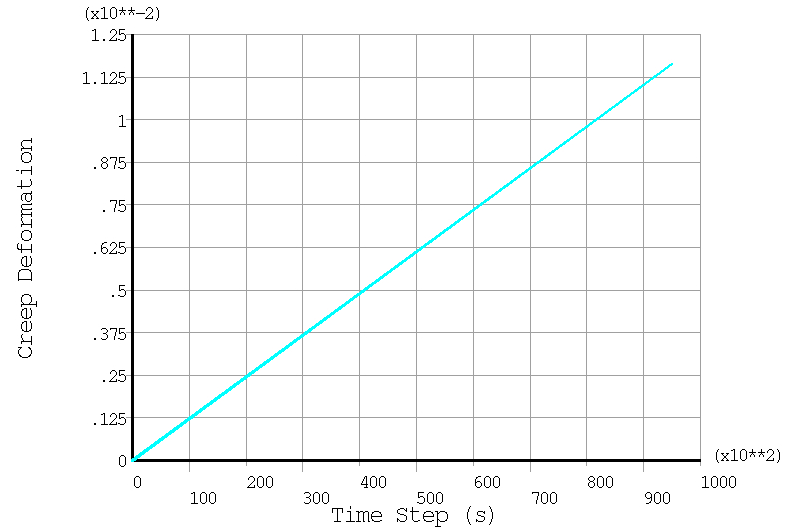 (x10**-2)
1.25
1.125
1
.875
.75
.625
.5
.375
.25
.125
0
Creep Deformation
(x10**2)
0 200 400 600 800 1000
100 300 500 700 900
Time Step (s)